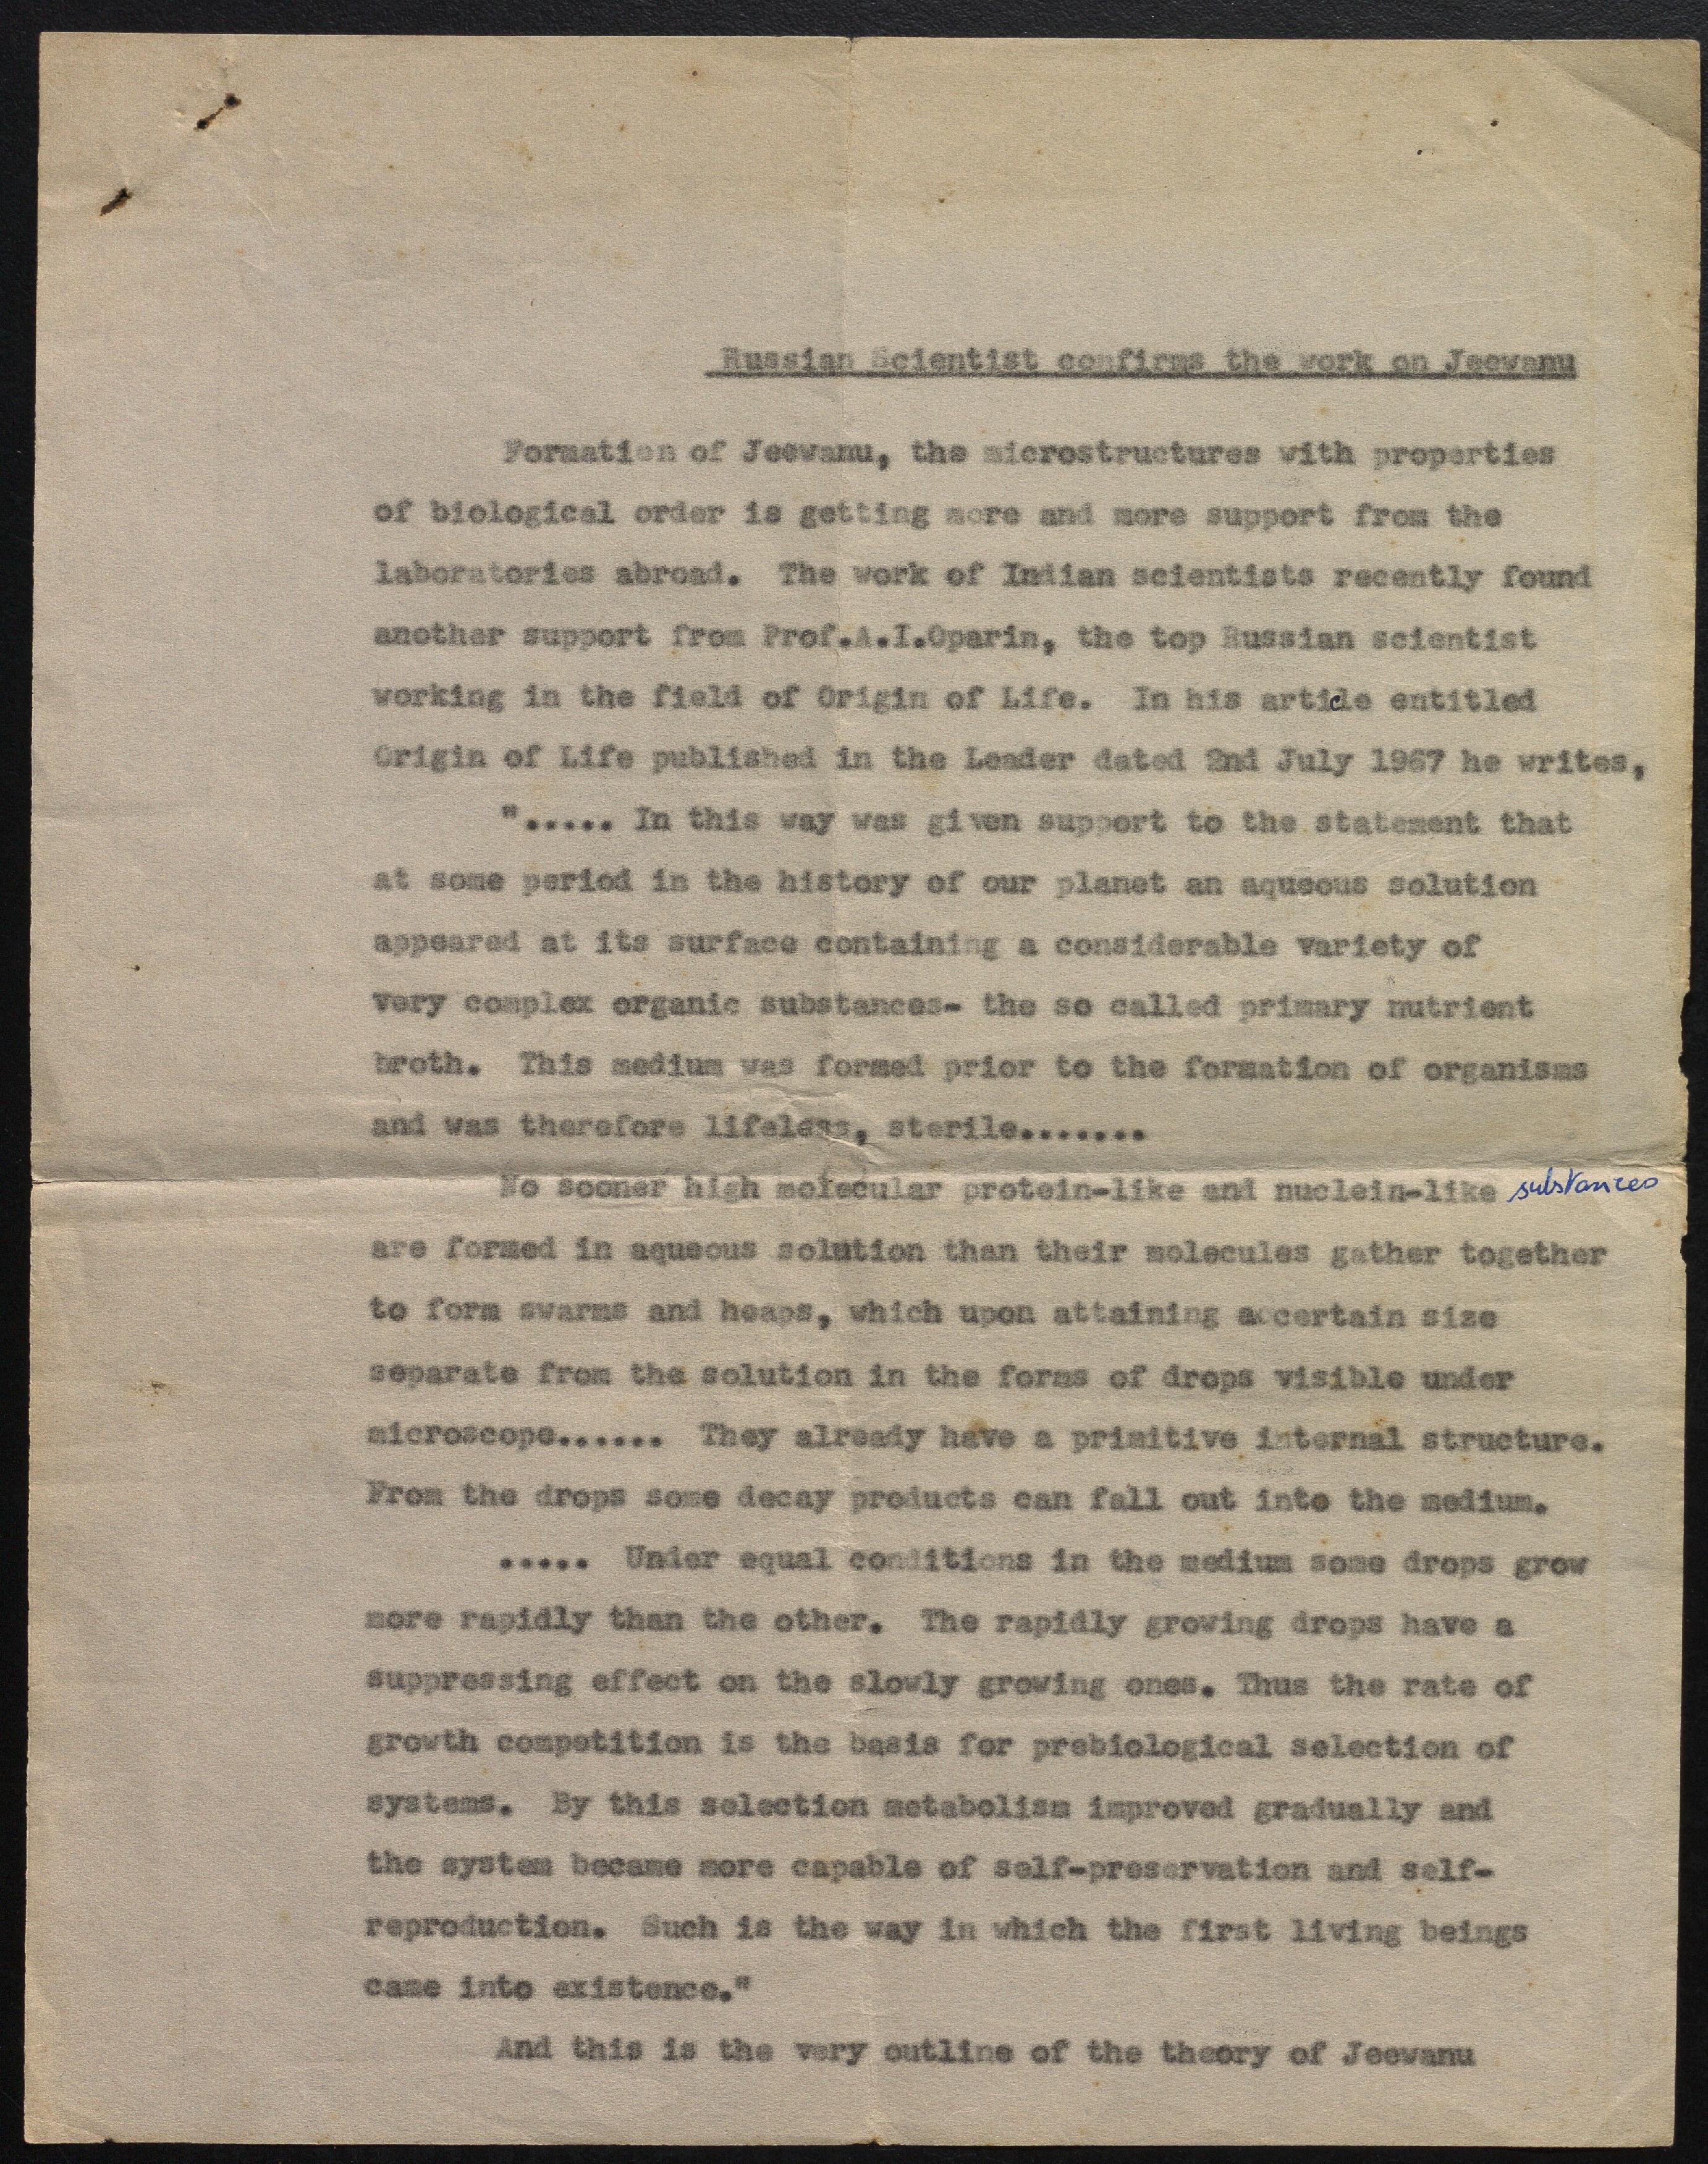 Russian Scientist confirms the work on Jeewanu
Formation of Jeewanu, the microstructures with properties
of biological order is getting more and more support from the
laboratories abroad. The work of Indian scientists recently found
another support from Prof.A.I.Oparin, the top Russian scientist
working in the field of Origin of Life. In his article entitled
Origin of Life published in the Leader dated 2nd July 1967 he writes,
"..... In this way was given support to the statement that
at some period in the history of our planet an aqueous solution
appeared at its surface containing a considerable variety of
very complex organic substances- the so called primary nutrient
broth. This medium was formed prior to the formation of organisms
and was therefore lifeless, sterile.......
No sooner high molecular protein-like and nuclein-like substances
are formed in aqueous solution than their molecules gather together
to form swarms and heaps, which upon attaining a certain size
separate from the solution in the forms of drops visible under
microscope...... They already have a primitive internal structure.
From the drops some decay products can fall out into the medium.
..... Under equal conditions in the medium some drops grow
more rapidly than the other. The rapidly growing drops have a
suppressing effect on the slowly growing ones. Thus the rate of
growth competition is the basis for prebiological selection of
systems. By this selection metabolism improved gradually and
the system became more capable of self-preservation and self-
reproduction. Such is the way in which the first living beings
came into existence."
And this is the very outline of the theory of Jeewanu